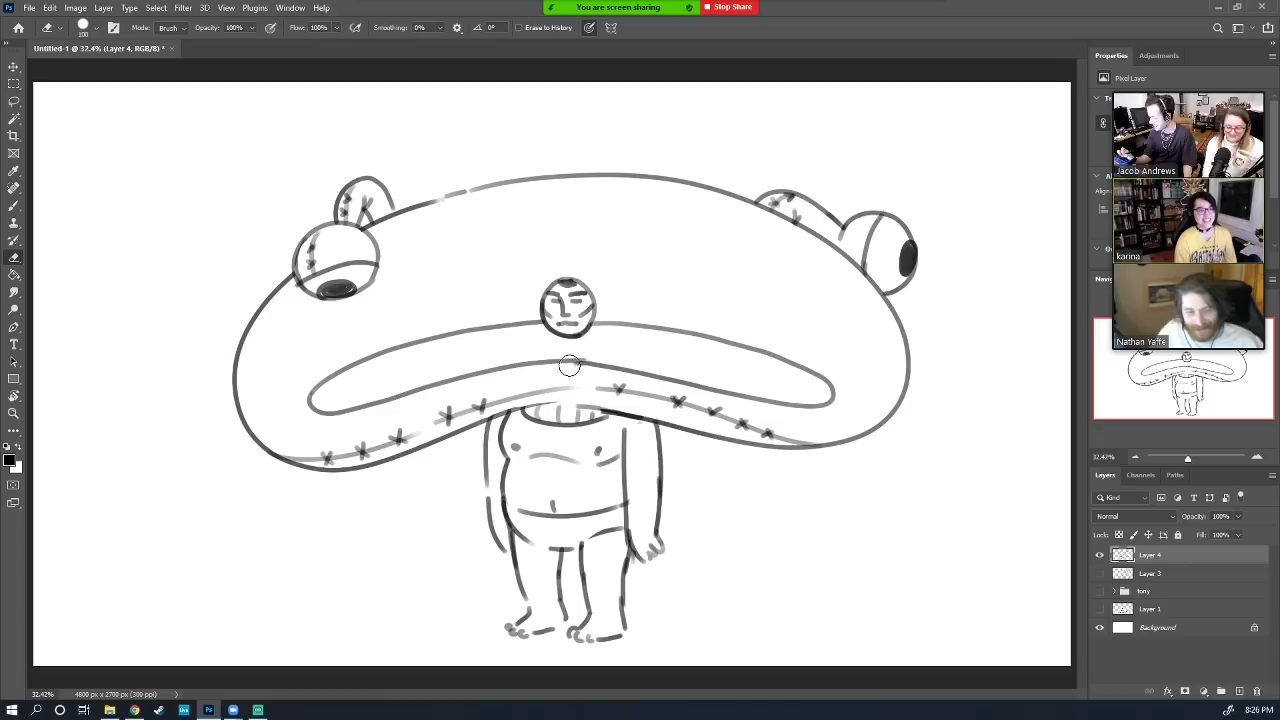 You are screen sharing
Stop Share
File Edit Image Layer Type Select Filter 3D View Plugins Window Help
100 Mode: Brush Opacity: 100% Flow: 100% Smoothing: 0% 0° Erase to History
Untitled-1 @ 32.4% (Layer 4, RGB/8) * ×
Properties Adjustments
Pixel Layer
Jacob Andrews
karina
Nathan Yaffe
32.42%
Layers Channels Paths
Kind
Normal Opacity: 100%
Lock: Fill: 100%
Layer 4
Layer 3
tony
Layer 1
Background
32.42% 4800 px x 2700 px (300 ppi)
8:26 PM